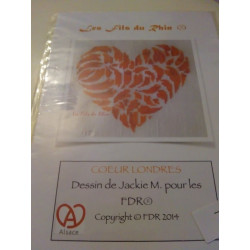 Les Fils du Rhin ®
COEUR LONDRES
Dessin de Jackie M. pour les
FDR®
Copyright © FDR 2014
Alsace